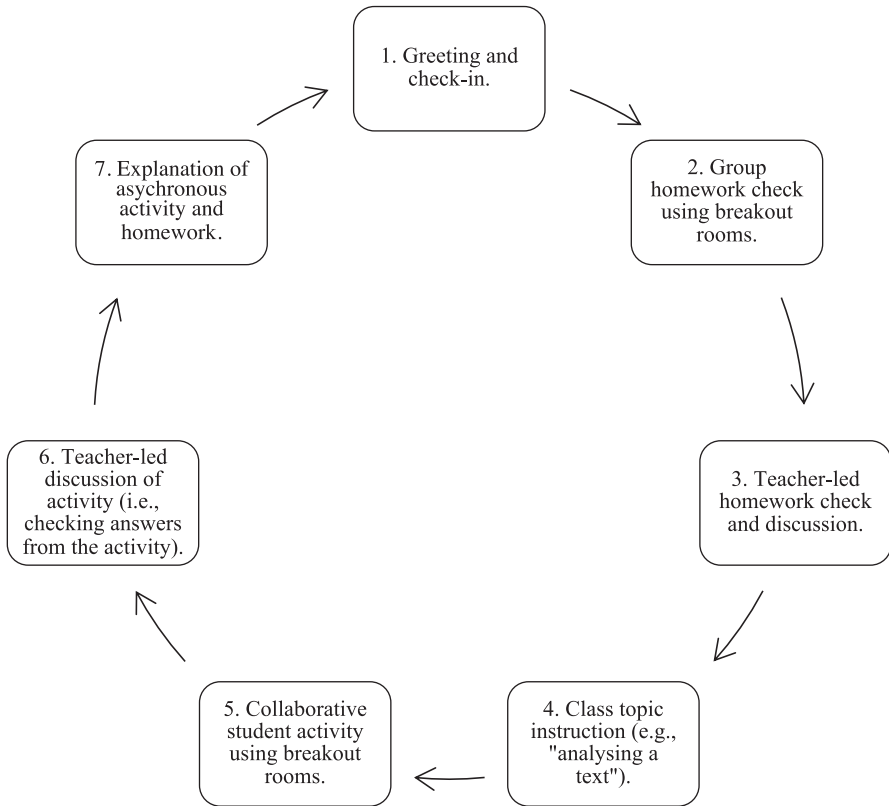 1. Greeting and
check-in.
2. Group
homework check
using breakout
rooms.
3. Teacher-led
homework check
and discussion.
4. Class topic
instruction (e.g.,
"analysing a
text").
5. Collaborative
student activity
using breakout
rooms.
6. Teacher-led
discussion of
activity (i.e.,
checking answers
from the activity).
7. Explanation of
asychronous
activity and
homework.